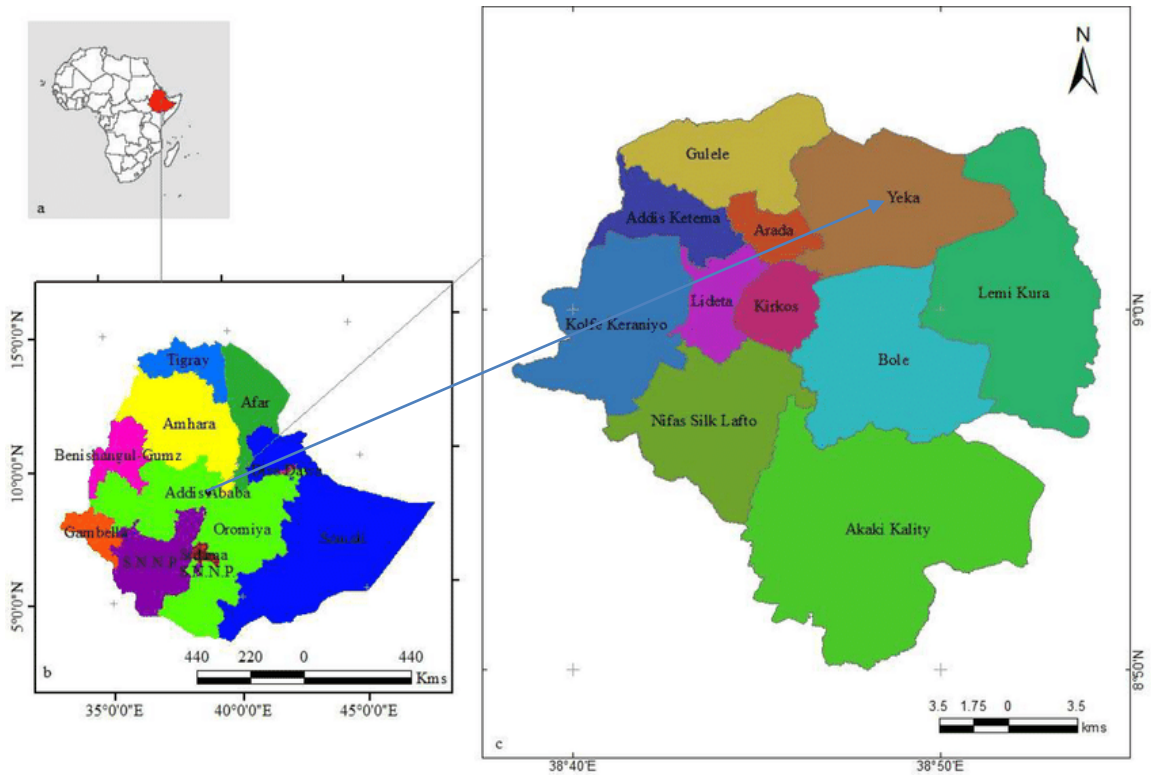 a
N
Gulele
Yeka
Addis Ketema
Arada
Lemi Kura
Lideta
Kirkos
Kolfe Keraniyo
Bole
Nifas Silk Lafto
Akaki Kality
9°0'N
8°50'N
3.5 1.75 0 3.5
kms
c
38°40'E
38°50'E
Tigray
Afar
Amhara
Benishangul-Gumz
Addis Ababa
Gambella
Oromiya
Somali
S.N.N.P.
S.N.N.P.
15°0'0"N
10°0'0"N
5°0'0"N
440 220 0 440
Kms
b
35°0'0"E
40°0'0"E
45°0'0"E